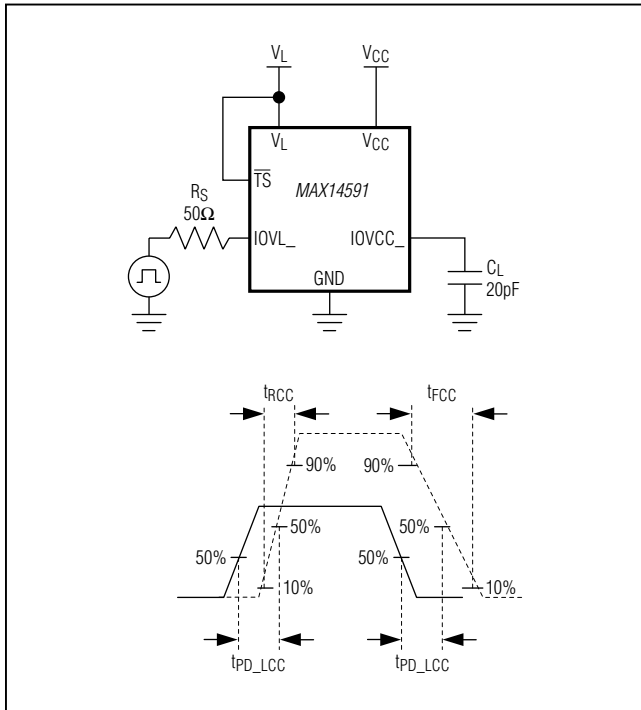 VL VCC
VL VCC
TS
MAX14591
RS
50Ω
IOVL_ IOVCC_
GND
CL
20pF
tRCC tFCC
90% 90%
50% 50%
50% 50%
10% 10%
tPD_LCC tPD_LCC